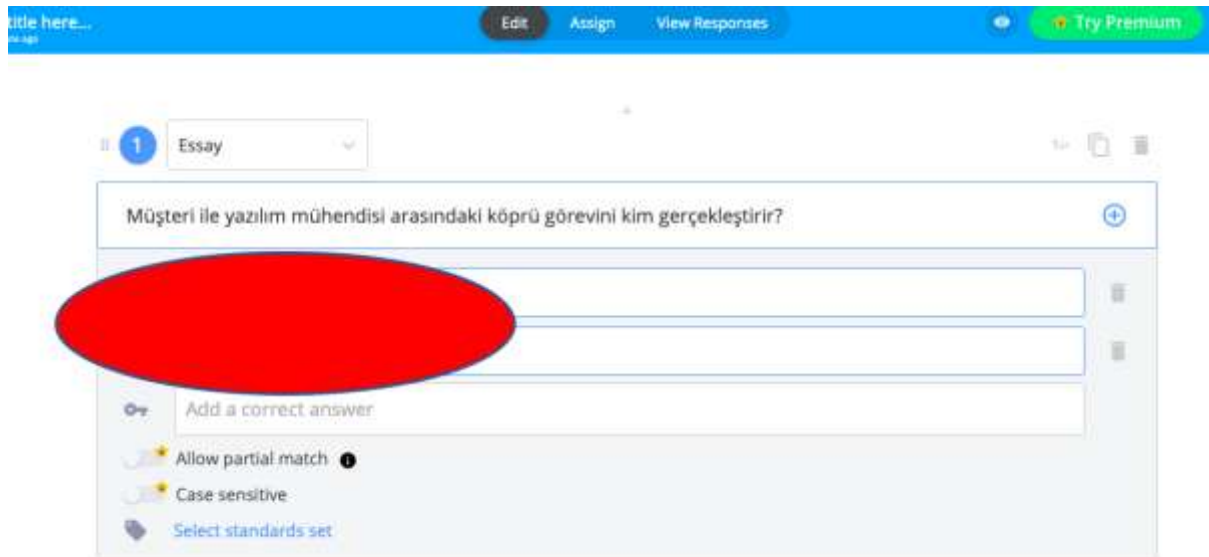 title here...
Edit Assign View Responses
Try Premium
1 Essay
Müşteri ile yazılım mühendisi arasındaki köprü görevini kim gerçekleştirir?
Add a correct answer
Allow partial match
Case sensitive
Select standards set